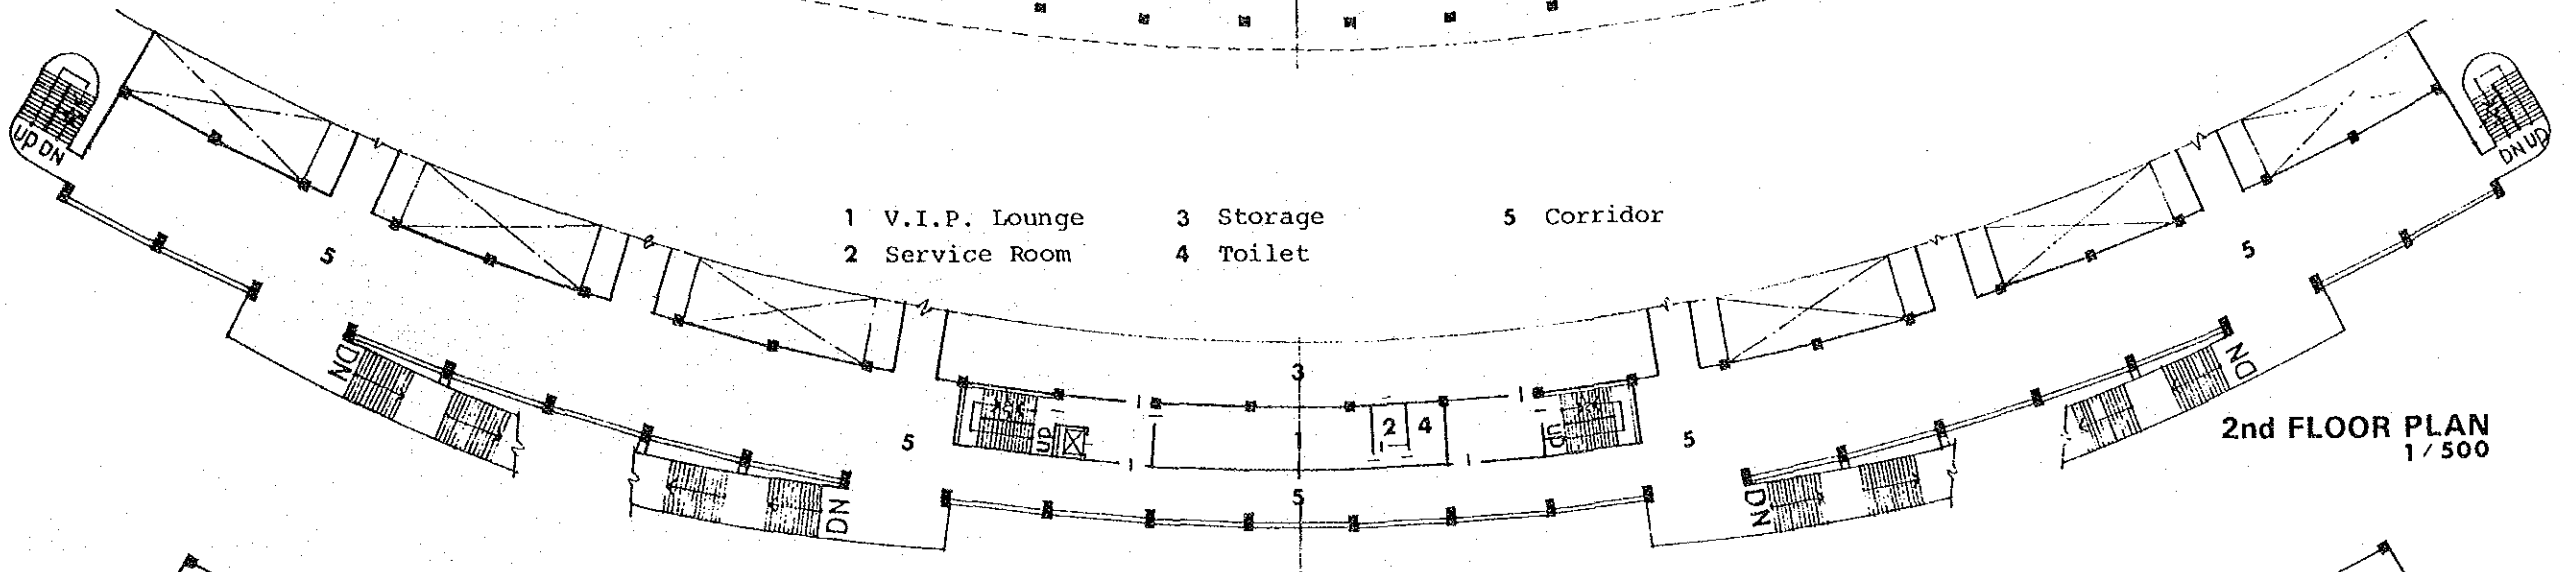 UP DN
DN UP
1 V.I.P. Lounge 3 Storage 5 Corridor
2 Service Room 4 Toilet
5
5
DN
DN
3
2 4
5
UP
1
UP
5
2nd FLOOR PLAN
1/500
5
DN
DN